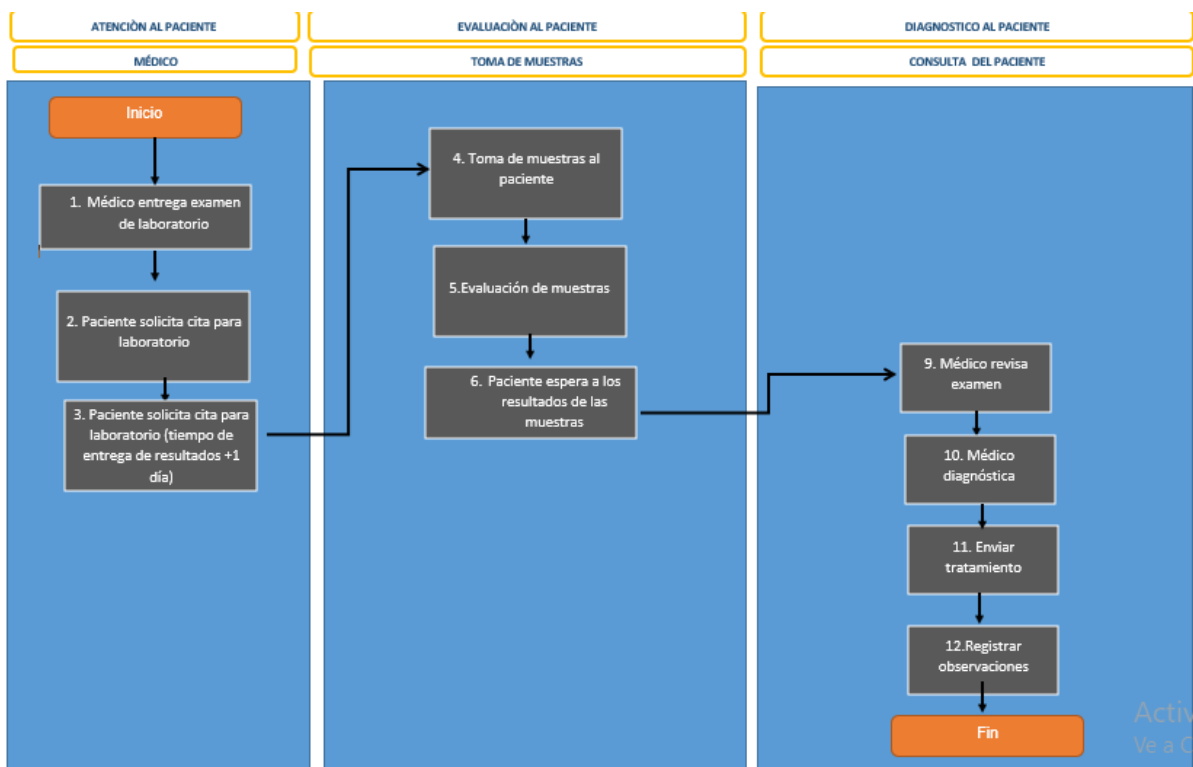 ATENCIÒN AL PACIENTE
EVALUACIÒN AL PACIENTE
DIAGNOSTICO AL PACIENTE
MÉDICO
TOMA DE MUESTRAS
CONSULTA DEL PACIENTE
Inicio
1. Médico entrega examen
de laboratorio
2. Paciente solicita cita para
laboratorio
3. Paciente solicita cita para
laboratorio (tiempo de
entrega de resultados +1
día)
4. Toma de muestras al
paciente
5.Evaluación de muestras
6. Paciente espera a los
resultados de las
muestras
9. Médico revisa
examen
10. Médico
diagnóstica
11. Enviar
tratamiento
12.Registrar
observaciones
Fin
Activ
Ve a C